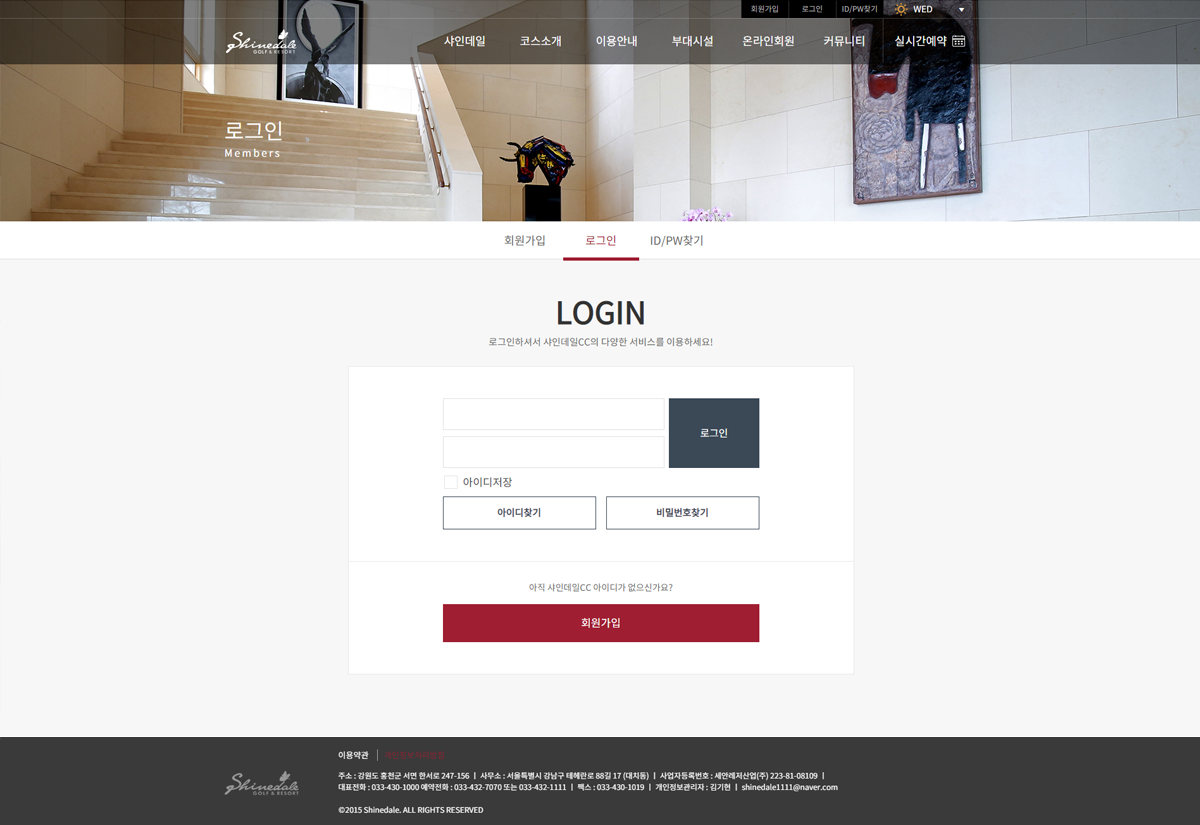 회원가입 로그인 ID/PW찾기 WED
Shinedale
GOLF & RESORT
샤인데일 코스소개 이용안내 부대시설 온라인회원 커뮤니티 실시간예약
로그인
Members
회원가입 로그인 ID/PW찾기
LOGIN
로그인하셔서 샤인데일CC의 다양한 서비스를 이용하세요!
로그인
아이디저장
아이디찾기 비밀번호찾기
아직 샤인데일CC 아이디가 없으신가요?
회원가입
이용약관 | 개인정보처리방침
Shinedale
GOLF & RESORT
주소 : 강원도 홍천군 서면 한서로 247-156 | 사무소 : 서울특별시 강남구 테헤란로 88길 17 (대치동) | 사업자등록번호 : 세안레저산업(주) 223-81-08109 |
대표전화 : 033-430-1000 예약전화 : 033-432-7070 또는 033-432-1111 | 팩스 : 033-430-1019 | 개인정보관리자 : 김기현 | shinedale1111@naver.com
©2015 Shinedale. ALL RIGHTS RESERVED